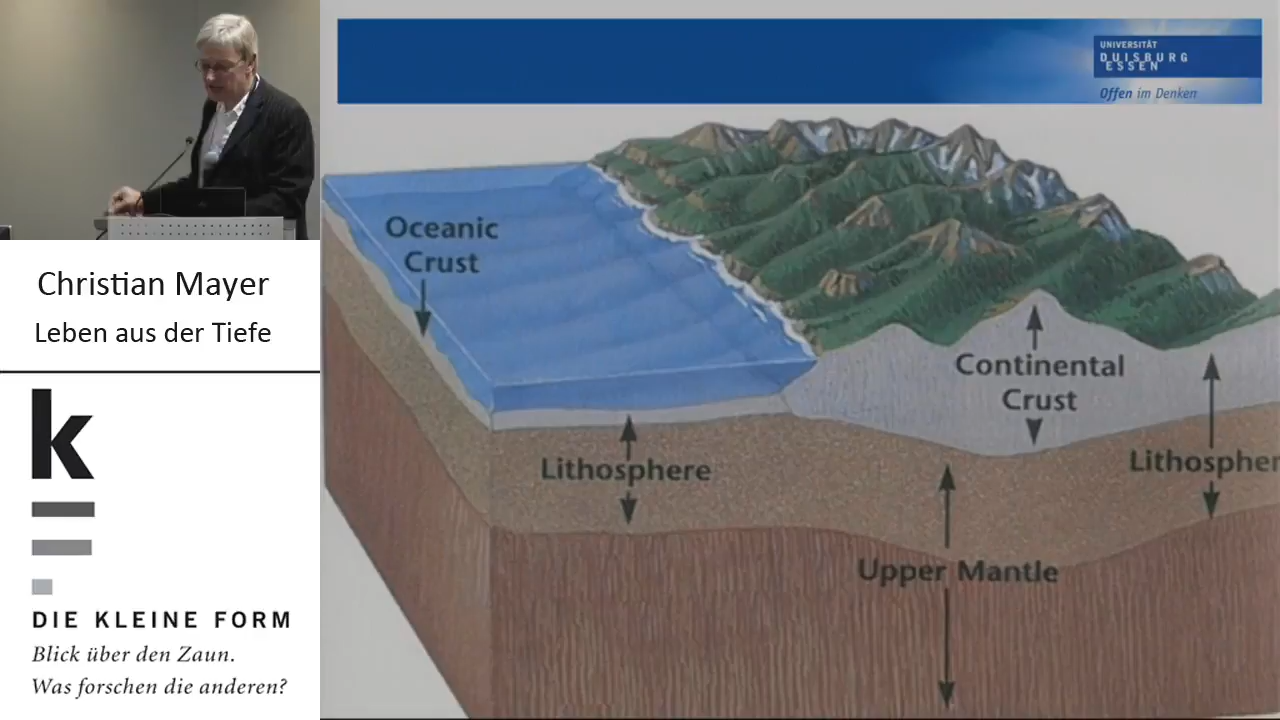 Christian Mayer
Leben aus der Tiefe
k
DIE KLEINE FORM
Blick über den Zaun.
Was forschen die anderen?
UNIVERSITÄT
DUISBURG
ESSEN
Offen im Denken
Oceanic
Crust
Continental
Crust
Lithosphere
Lithospher
Upper Mantle